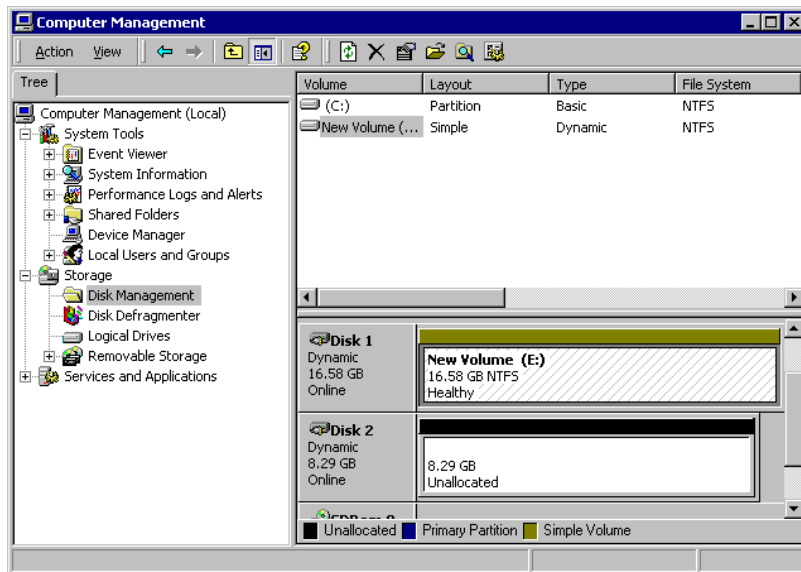 Computer Management
Action View
Tree
Computer Management (Local)
System Tools
Event Viewer
System Information
Performance Logs and Alerts
Shared Folders
Device Manager
Local Users and Groups
Storage
Disk Management
Disk Defragmenter
Logical Drives
Removable Storage
Services and Applications
Volume Layout Type File System
(C:) Partition Basic NTFS
New Volume (... Simple Dynamic NTFS
Disk 1
Dynamic
16.58 GB
Online
New Volume (E:)
16.58 GB NTFS
Healthy
Disk 2
Dynamic
8.29 GB
Online
8.29 GB
Unallocated
Unallocated Primary Partition Simple Volume